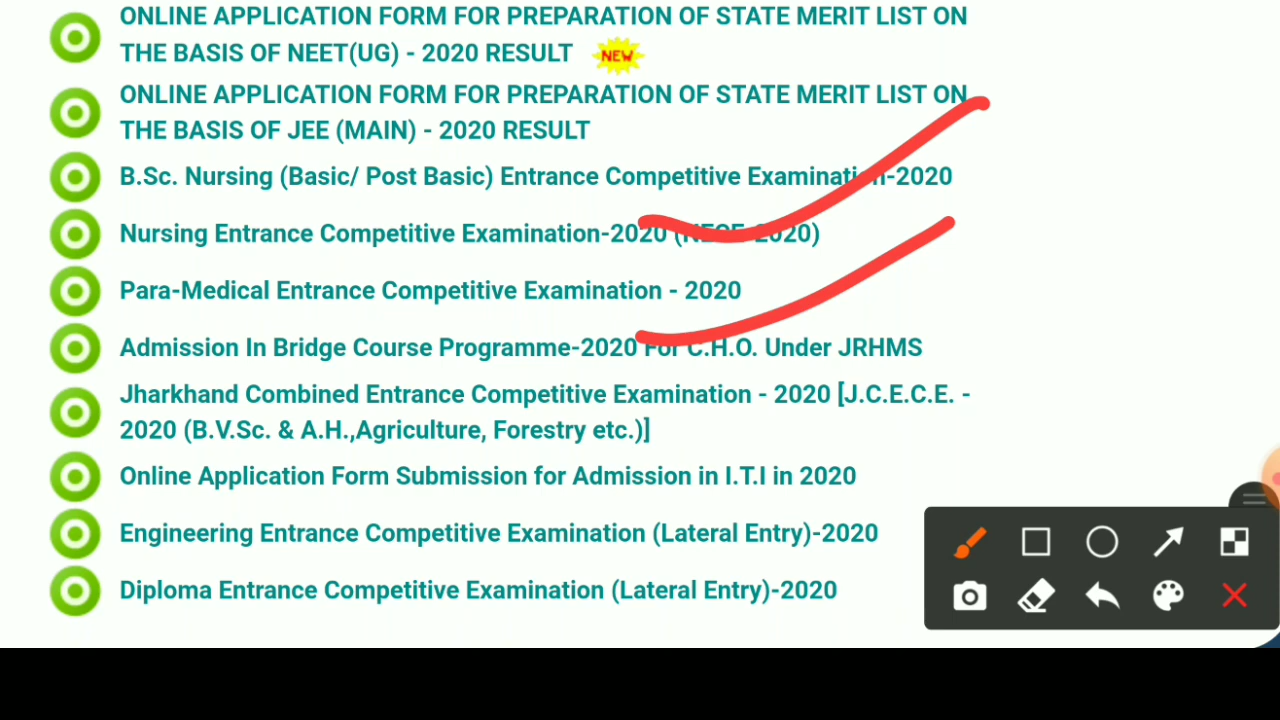 ONLINE APPLICATION FORM FOR PREPARATION OF STATE MERIT LIST ON
THE BASIS OF NEET(UG) - 2020 RESULT NEW
ONLINE APPLICATION FORM FOR PREPARATION OF STATE MERIT LIST ON
THE BASIS OF JEE (MAIN) - 2020 RESULT
B.Sc. Nursing (Basic/ Post Basic) Entrance Competitive Examination-2020
Nursing Entrance Competitive Examination-2020 (NECE-2020)
Para-Medical Entrance Competitive Examination - 2020
Admission In Bridge Course Programme-2020 For C.H.O. Under JRHMS
Jharkhand Combined Entrance Competitive Examination - 2020 [J.C.E.C.E. -
2020 (B.V.Sc. & A.H.,Agriculture, Forestry etc.)]
Online Application Form Submission for Admission in I.T.I in 2020
Engineering Entrance Competitive Examination (Lateral Entry)-2020
Diploma Entrance Competitive Examination (Lateral Entry)-2020